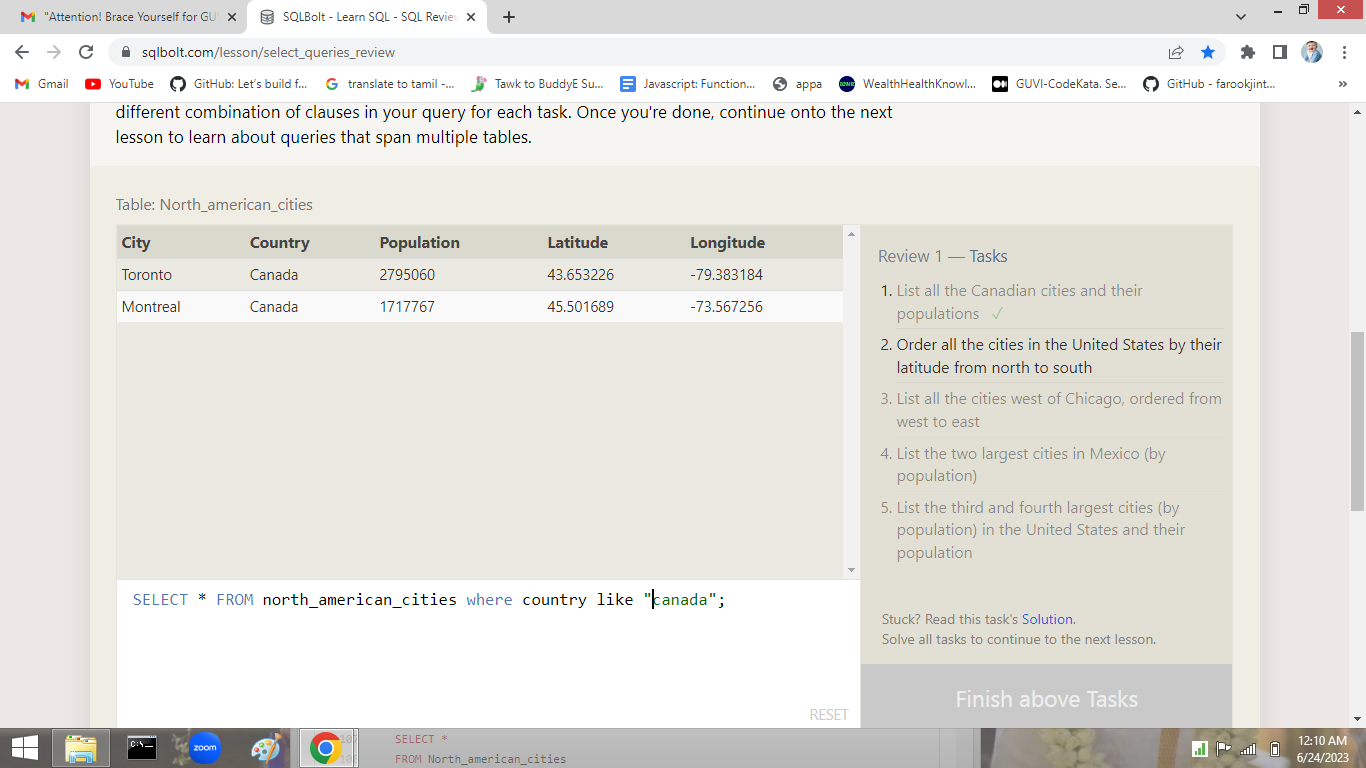 "Attention! Brace Yourself for GU
SQLBolt - Learn SQL - SQL Revie
sqlbolt.com/lesson/select_queries_review
Gmail
YouTube
GitHub: Let's build f...
translate to tamil -...
Tawk to BuddyE Su...
Javascript: Function...
appa
WealthHealthKnowl...
GUVI-CodeKata. Se...
GitHub - farookjint...
»
different combination of clauses in your query for each task. Once you're done, continue onto the next
lesson to learn about queries that span multiple tables.
Table: North_american_cities
City Country Population Latitude Longitude
Toronto Canada 2795060 43.653226 -79.383184
Montreal Canada 1717767 45.501689 -73.567256
SELECT * FROM north_american_cities where country like "canada";
RESET
Review 1 — Tasks
1. List all the Canadian cities and their
populations ✓
2. Order all the cities in the United States by their
latitude from north to south
3. List all the cities west of Chicago, ordered from
west to east
4. List the two largest cities in Mexico (by
population)
5. List the third and fourth largest cities (by
population) in the United States and their
population
Stuck? Read this task's Solution.
Solve all tasks to continue to the next lesson.
Finish above Tasks
C:\_
zoom
SELECT *
FROM North_american_cities
12:10 AM
6/24/2023